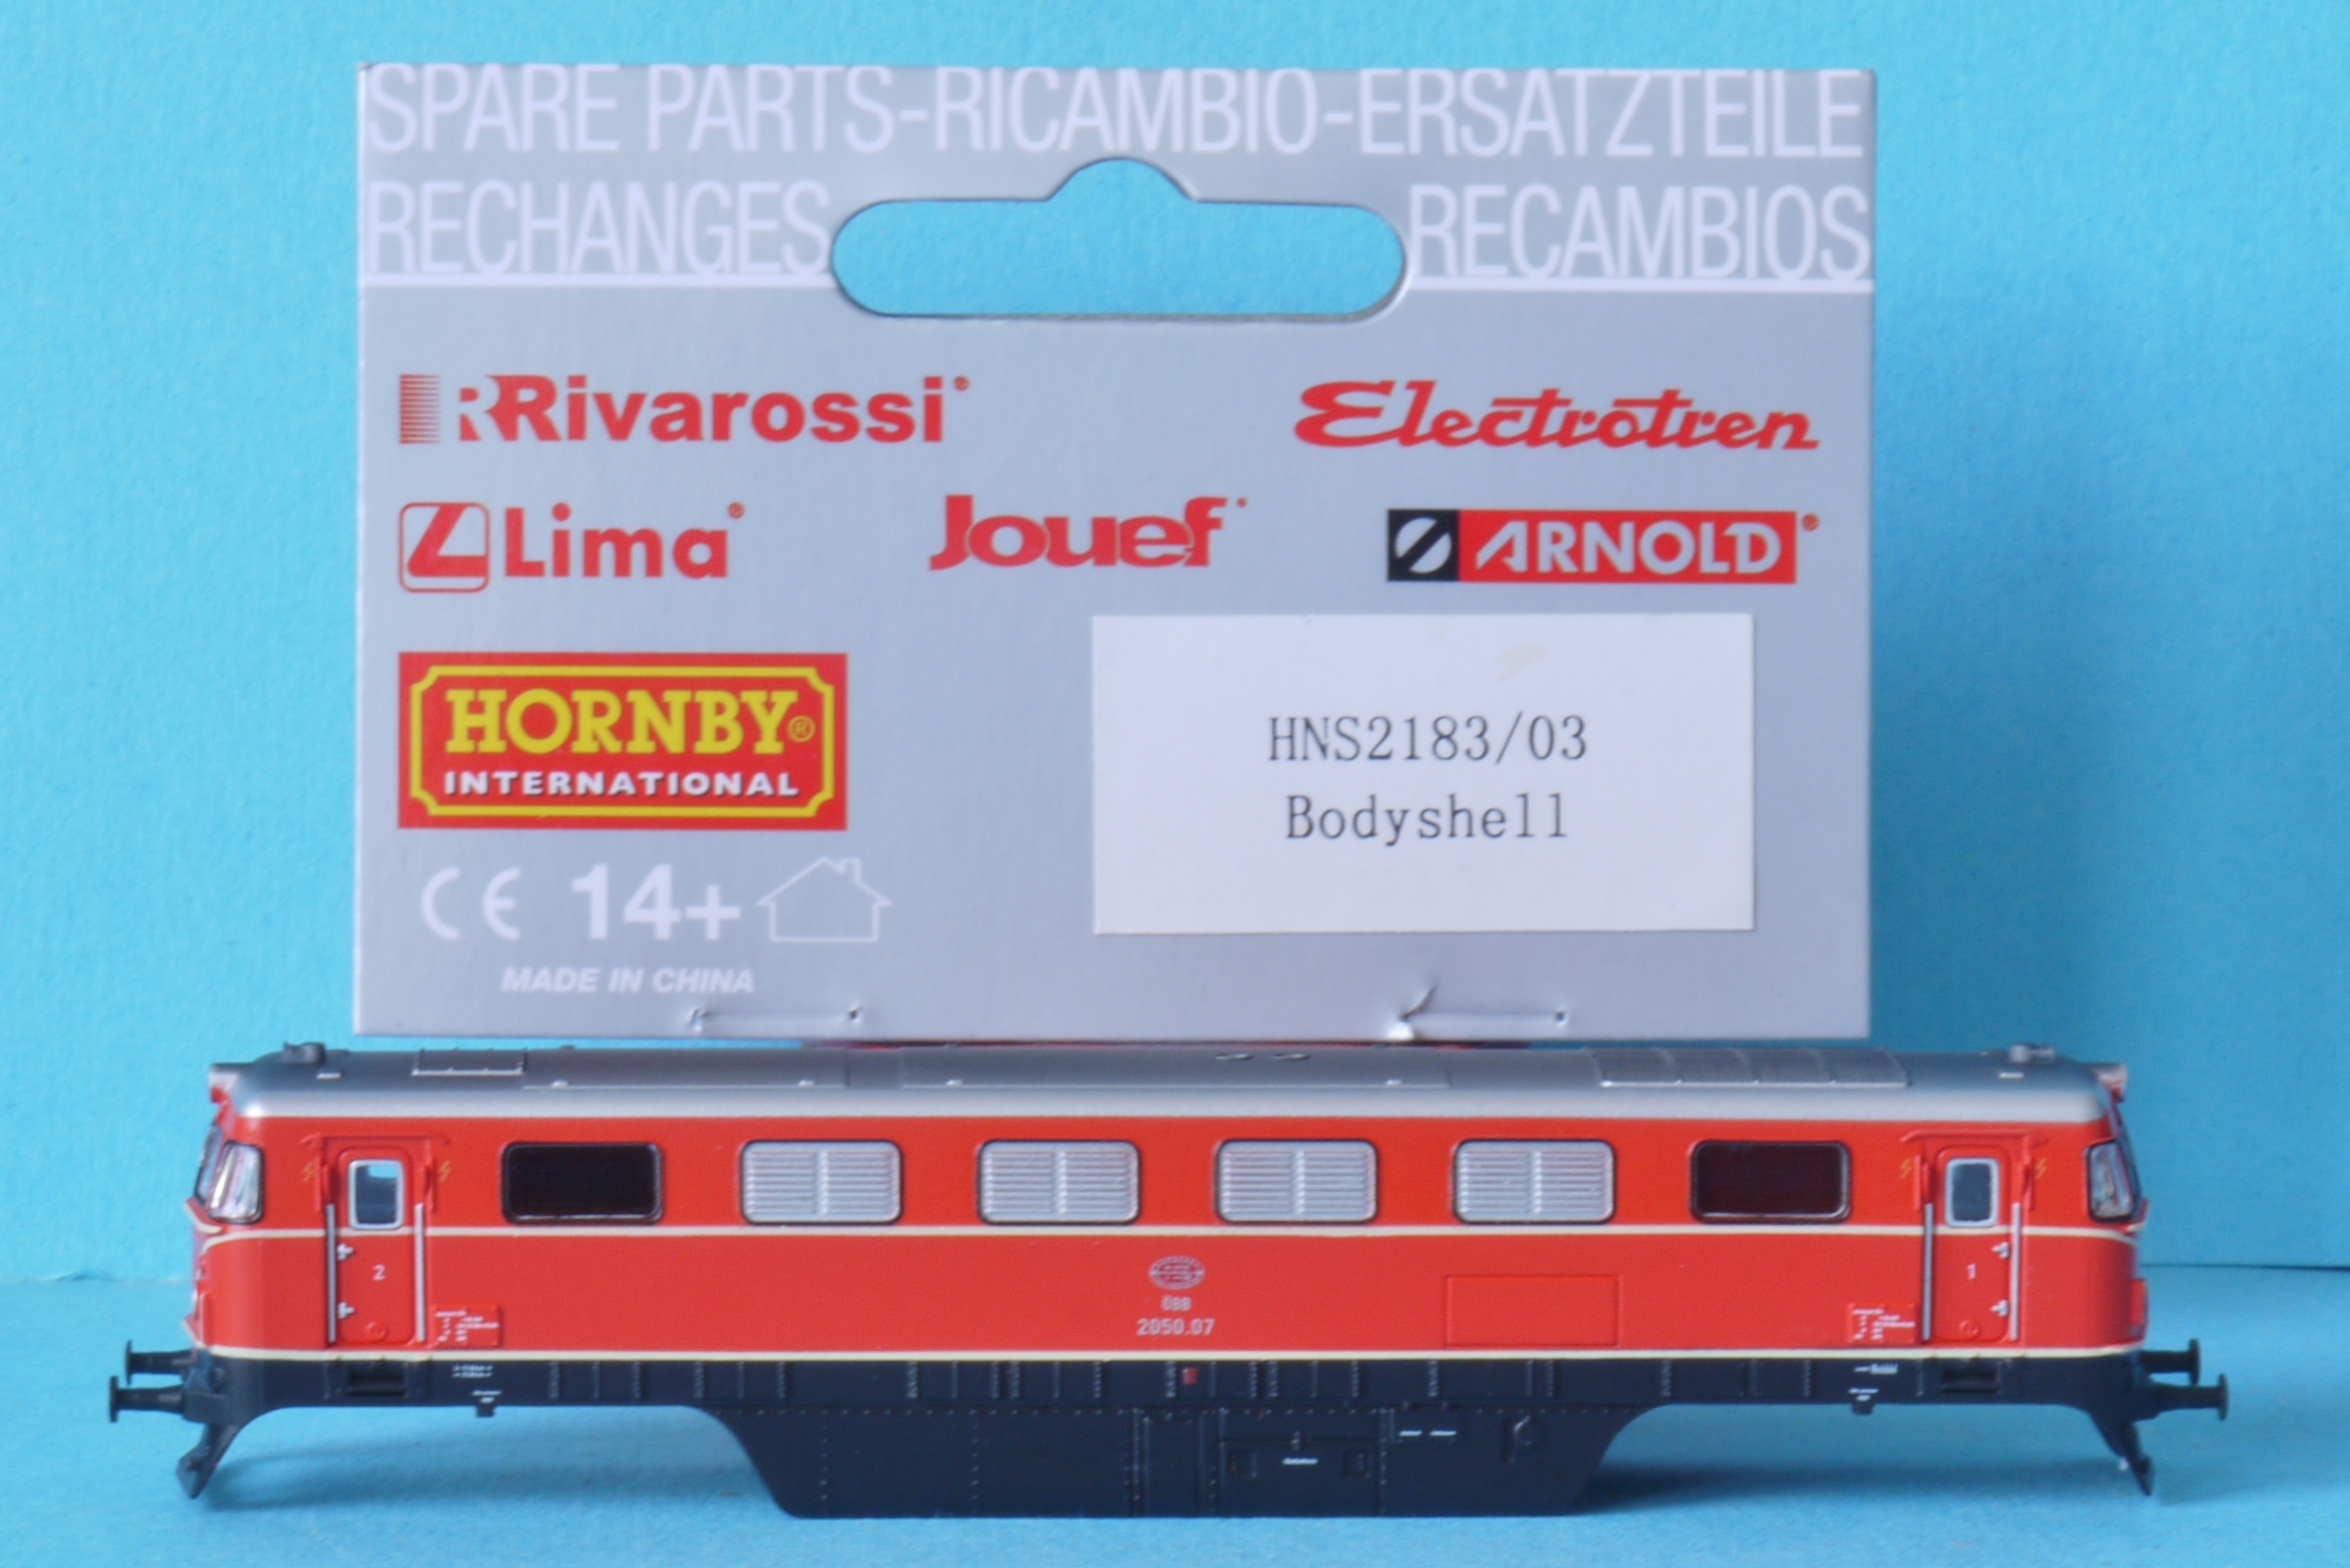 SPARE PARTS-RICAMBIO-ERSATZTEILE
RECHANGES RECAMBIOS
Rivarossi®
Electrotren
Lima®
Jouef
ARNOLD®
HORNBY®
INTERNATIONAL
HNS2183/03
Bodyshell
CE 14+
MADE IN CHINA
2
1
ÖBB
2050.07